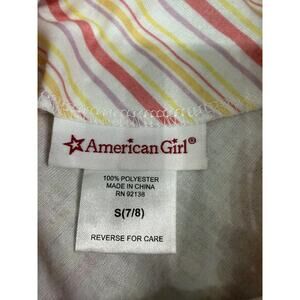 American Girl®
100% POLYESTER
MADE IN CHINA
RN 92138
S(7/8)
REVERSE FOR CARE